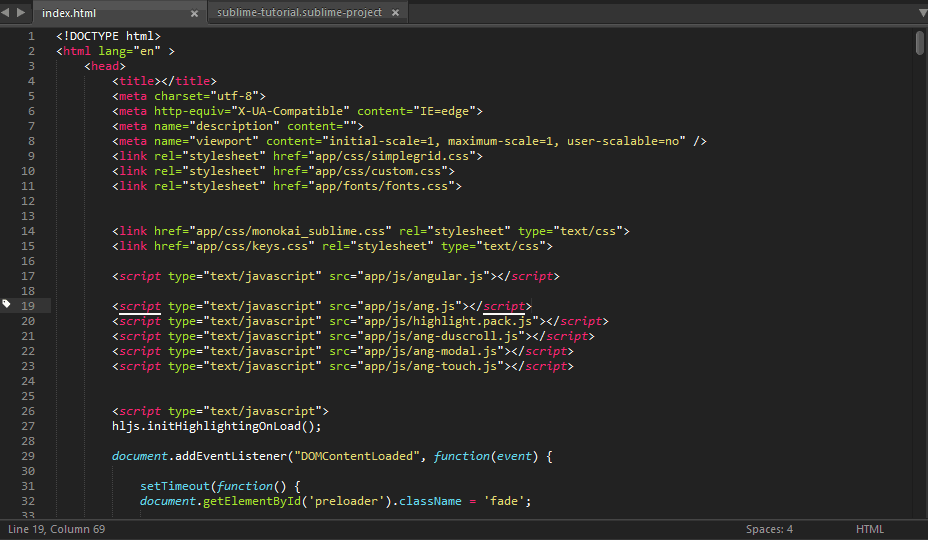 index.html × sublime-tutorial.sublime-project ×
1 <!DOCTYPE html>
2 <html lang="en" >
3 <head>
4 <title></title>
5 <meta charset="utf-8">
6 <meta http-equiv="X-UA-Compatible" content="IE=edge">
7 <meta name="description" content="">
8 <meta name="viewport" content="initial-scale=1, maximum-scale=1, user-scalable=no" />
9 <link rel="stylesheet" href="app/css/simplegrid.css">
10 <link rel="stylesheet" href="app/css/custom.css">
11 <link rel="stylesheet" href="app/fonts/fonts.css">
12
13
14 <link href="app/css/monokai_sublime.css" rel="stylesheet" type="text/css">
15 <link href="app/css/keys.css" rel="stylesheet" type="text/css">
16
17 <script type="text/javascript" src="app/js/angular.js"></script>
18
19 <script type="text/javascript" src="app/js/ang.js"></script>
20 <script type="text/javascript" src="app/js/highlight.pack.js"></script>
21 <script type="text/javascript" src="app/js/ang-duscroll.js"></script>
22 <script type="text/javascript" src="app/js/ang-modal.js"></script>
23 <script type="text/javascript" src="app/js/ang-touch.js"></script>
24
25
26 <script type="text/javascript">
27 hljs.initHighlightingOnLoad();
28
29 document.addEventListener("DOMContentLoaded", function(event) {
30
31 setTimeout(function() {
32 document.getElementById('preloader').className = 'fade';
33
Line 19, Column 69 Spaces: 4 HTML